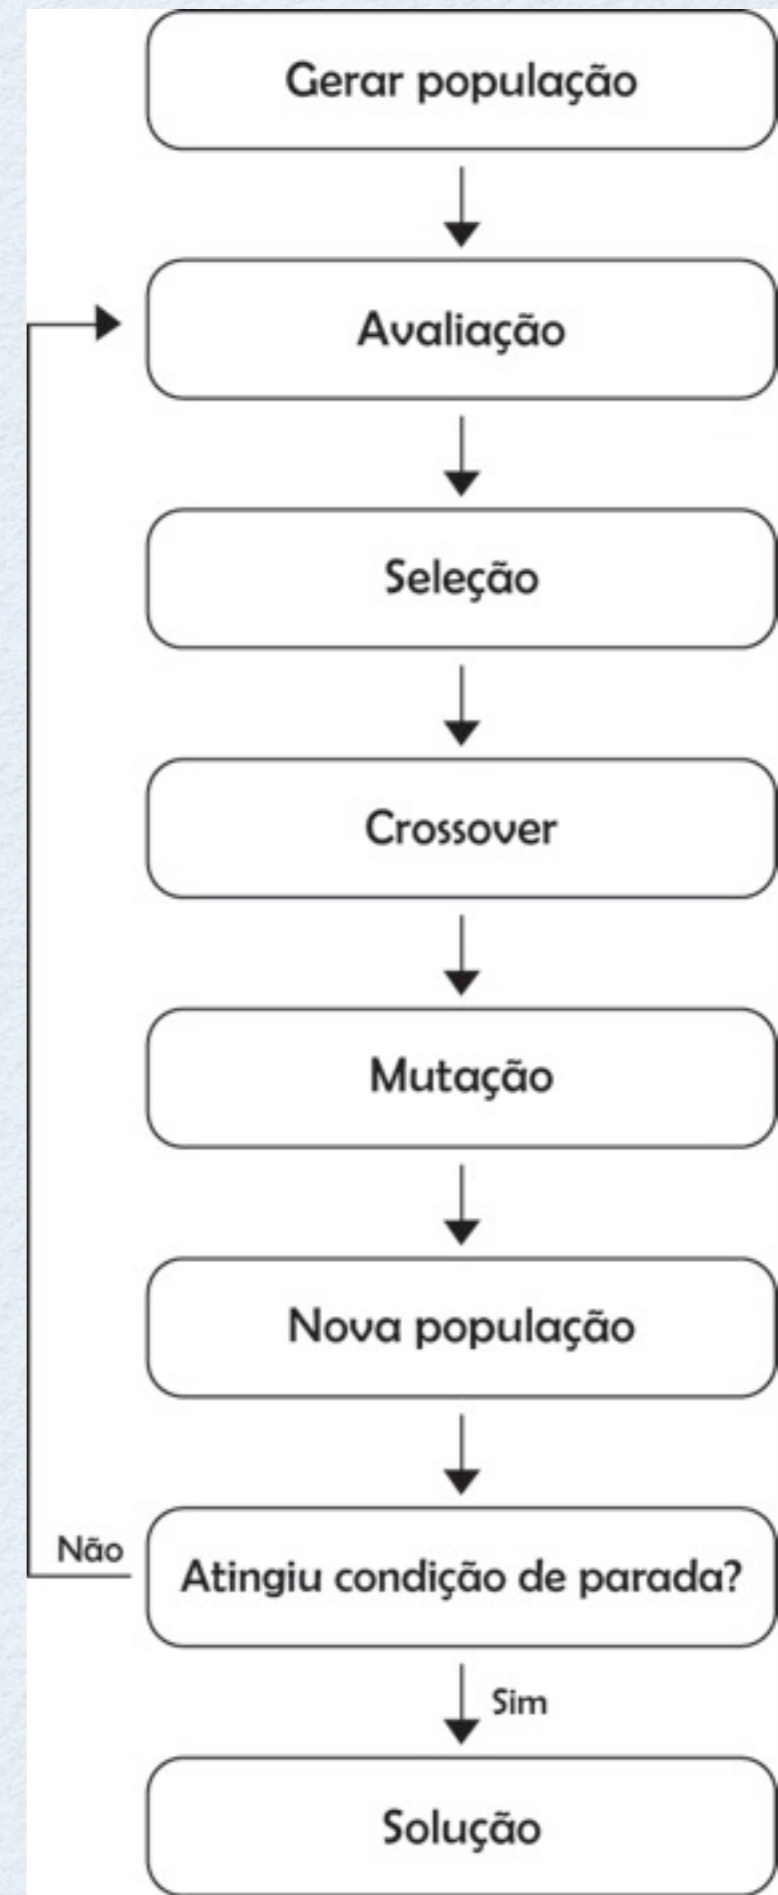 Gerar população
Avaliação
Seleção
Crossover
Mutação
Nova população
Não
Atingiu condição de parada?
Sim
Solução